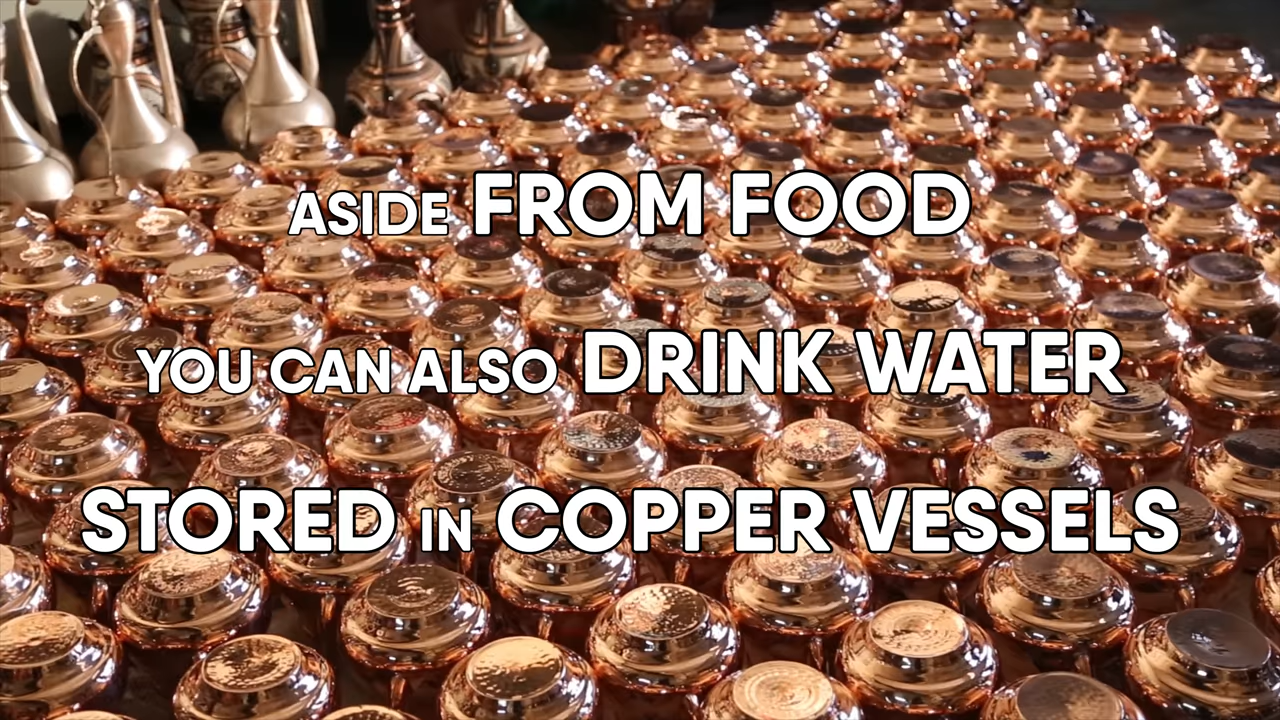 ASIDE FROM FOOD
YOU CAN ALSO DRINK WATER
STORED IN COPPER VESSELS